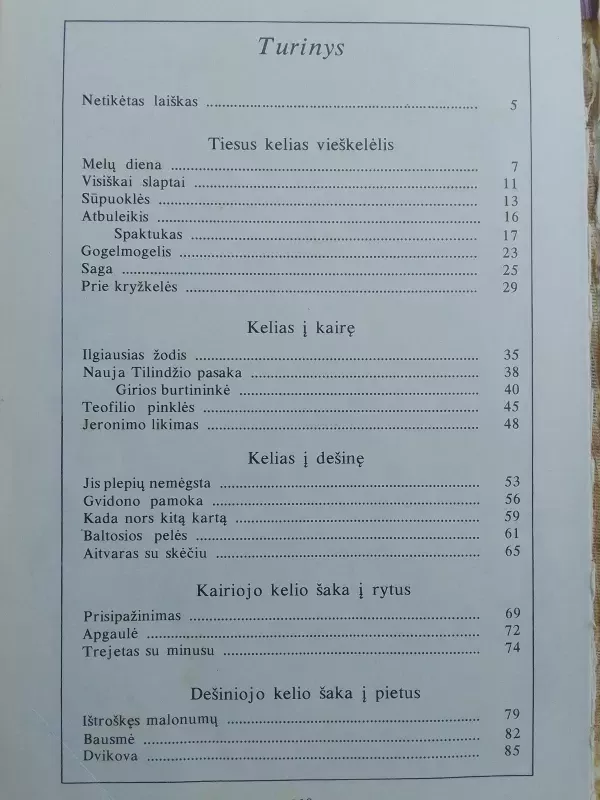 Turinys
Netikėtas laiškas 5
Tiesus kelias vieškelėlis
Melų diena 7
Visiškai slaptai 11
Sūpuoklės 13
Atbuleikis 16
Spaktukas 17
Gogelmogelis 23
Saga 25
Prie kryžkelės 29
Kelias į kairę
Ilgiausias žodis 35
Nauja Tilindžio pasaka 38
Girios burtininkė 40
Teofilio pinklės 45
Jeronimo likimas 48
Kelias į dešinę
Jis plepių nemėgsta 53
Gvidono pamoka 56
Kada nors kitą kartą 59
Baltosios pelės 61
Aitvaras su skėčiu 65
Kairiojo kelio šaka į rytus
Prisipažinimas 69
Apgaulė 72
Trejetas su minusu 74
Dešiniojo kelio šaka į pietus
Ištroškęs malonumų 79
Bausmė 82
Dvikova 85